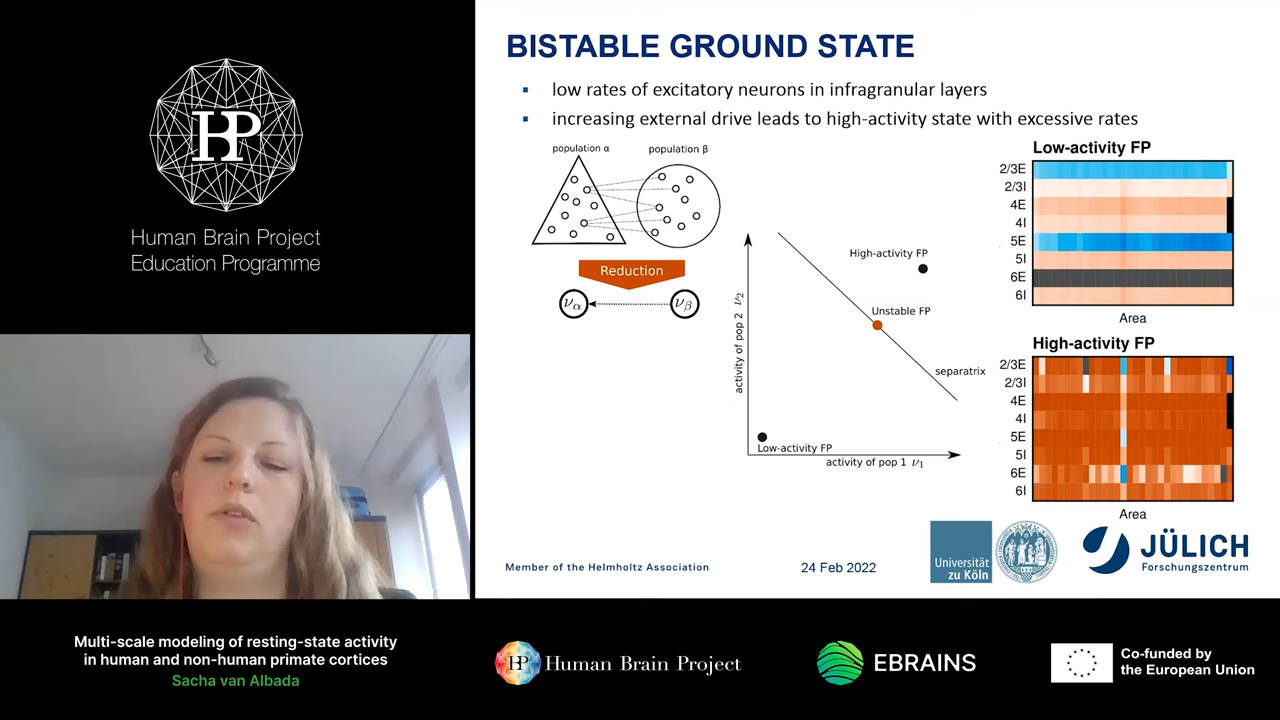 HP
Human Brain Project
Education Programme
BISTABLE GROUND STATE
▪ low rates of excitatory neurons in infragranular layers
▪ increasing external drive leads to high-activity state with excessive rates
population α
population β
Reduction
να
νβ
activity of pop 2 ν2
High-activity FP
Unstable FP
separatrix
Low-activity FP
activity of pop 1 ν1
Low-activity FP
2/3E
2/3I
4E
4I
5E
5I
6E
6I
Area
High-activity FP
2/3E
2/3I
4E
4I
5E
5I
6E
6I
Area
Member of the Helmholtz Association
24 Feb 2022
Universität
zu Köln
JÜLICH
Forschungszentrum
Multi-scale modeling of resting-state activity
in human and non-human primate cortices
Sacha van Albada
HP Human Brain Project
EBRAINS
Co-funded by
the European Union